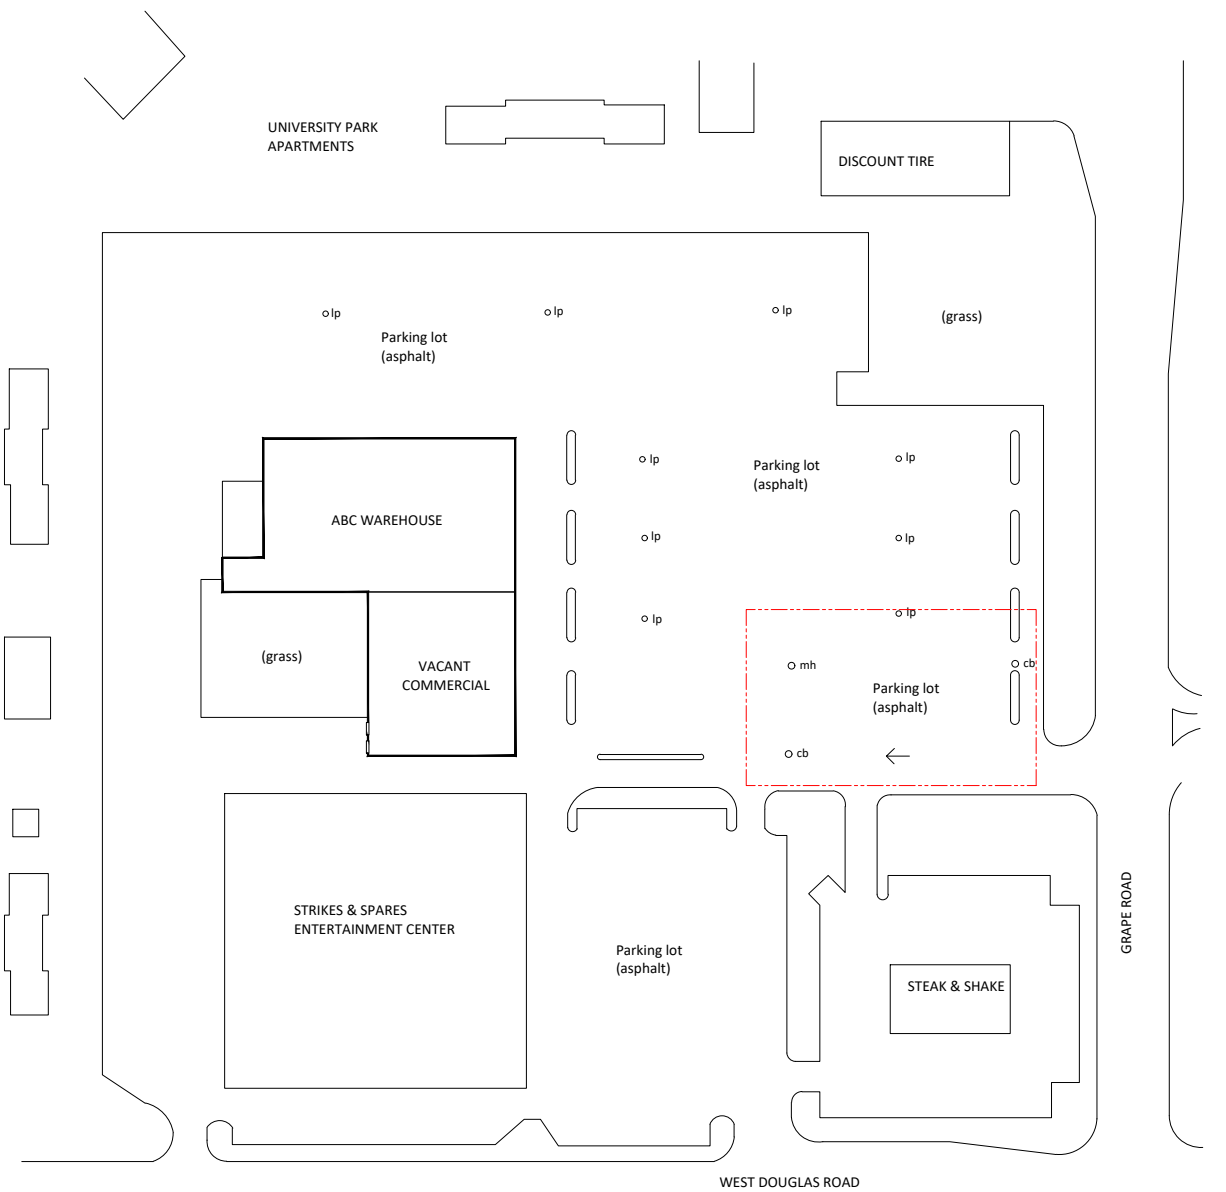 UNIVERSITY PARK
APARTMENTS
DISCOUNT TIRE
lp
lp
lp
(grass)
Parking lot
(asphalt)
lp
lp
Parking lot
(asphalt)
ABC WAREHOUSE
lp
lp
lp
lp
(grass)
VACANT
COMMERCIAL
mh
cb
Parking lot
(asphalt)
cb
STRIKES & SPARES
ENTERTAINMENT CENTER
GRAPE ROAD
Parking lot
(asphalt)
STEAK & SHAKE
WEST DOUGLAS ROAD